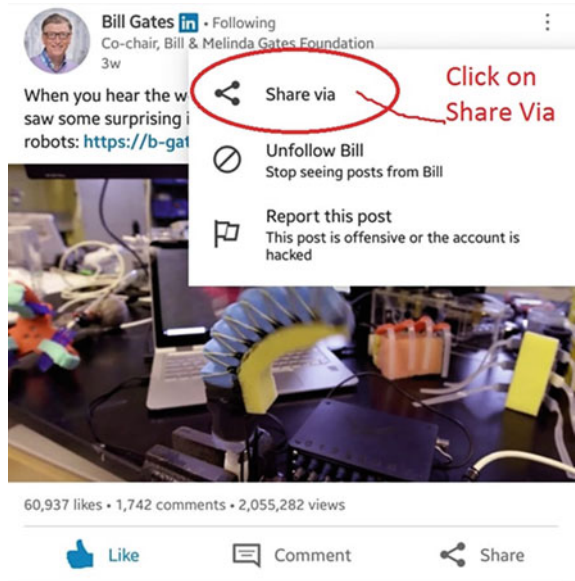 Bill Gates in • Following
Co-chair, Bill & Melinda Gates Foundation
3w
When you hear the w
saw some surprising i
robots: https://b-gat
Share via
Click on
Share Via
Unfollow Bill
Stop seeing posts from Bill
Report this post
This post is offensive or the account is
hacked
60,937 likes • 1,742 comments • 2,055,282 views
Like
Comment
Share